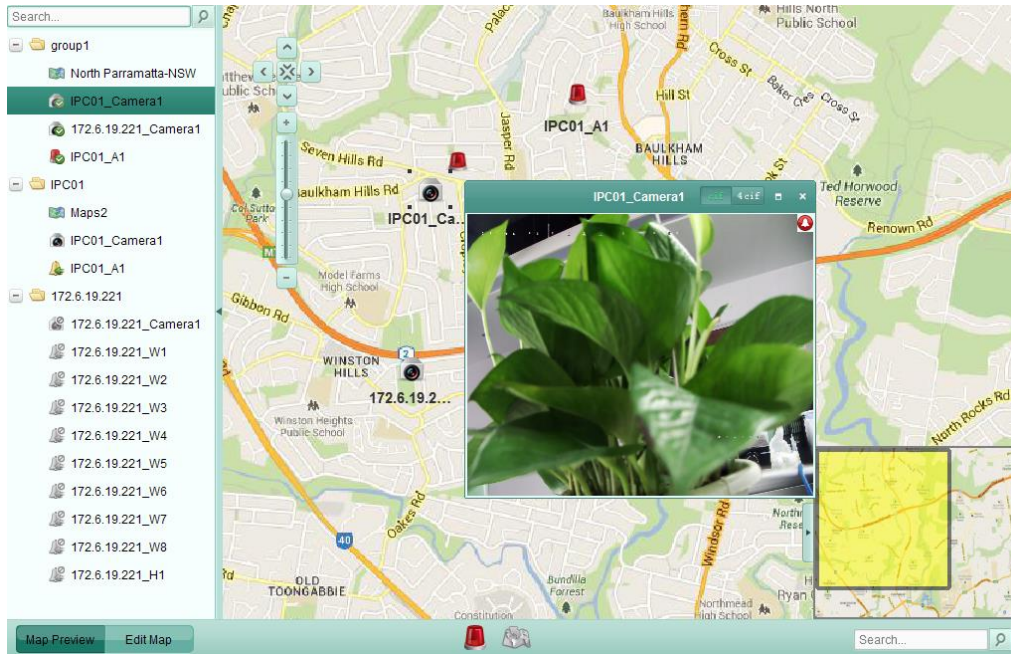 Search...
group1
North Parramatta-NSW
IPC01_Camera1
172.6.19.221_Camera1
IPC01_A1
IPC01
Maps2
IPC01_Camera1
IPC01_A1
172.6.19.221
172.6.19.221_Camera1
172.6.19.221_W1
172.6.19.221_W2
172.6.19.221_W3
172.6.19.221_W4
172.6.19.221_W5
172.6.19.221_W6
172.6.19.221_W7
172.6.19.221_W8
172.6.19.221_H1
Baulkham Hills
High School
Hills North
Public School
Cross St
Cross St
Hill St
IPC01_A1
BAULKHAM
HILLS
Jasper Rd
Seven Hills Rd
Baulkham Hills Rd
IPC01_Ca...
Ted Horwood
Reserve
Renown Rd
IPC01_Camera1
cif
4cif
Model Farms
High School
Gibbon Rd
2
WINSTON
HILLS
172.6.19.2...
Winston Heights
Public School
North Rocks Rd
Oakes Rd
Windsor Rd
40
OLD
TOONGABBIE
Bundilla
Forrest
Northmead
High School
Constitution
Map Preview
Edit Map
Search...